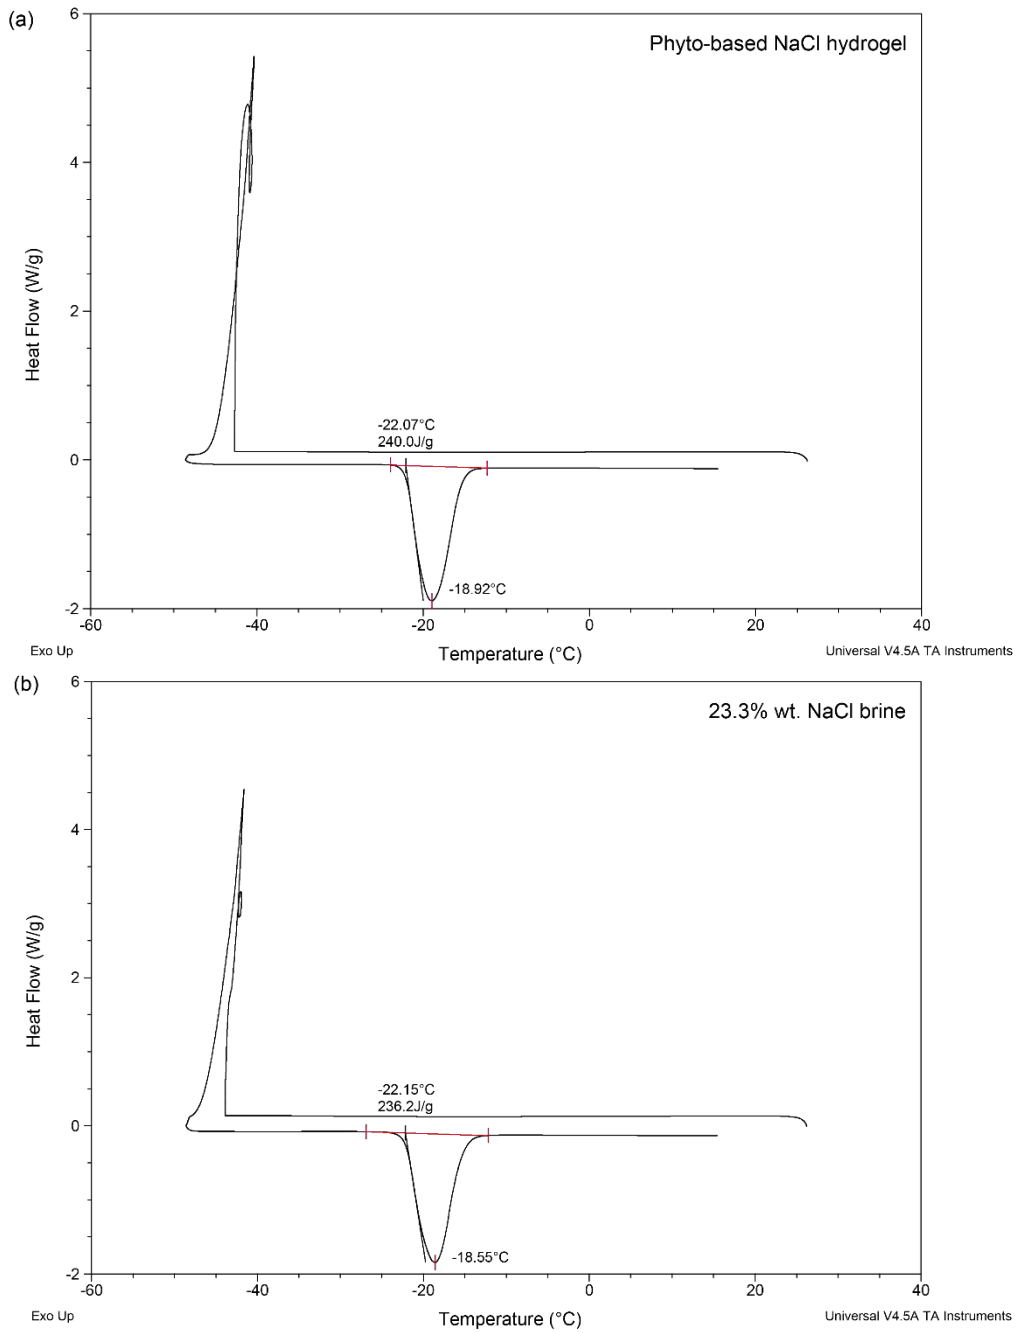 (a)
Phyto-based NaCl hydrogel
6
4
2
0
-2
Heat Flow (W/g)
-22.07°C
240.0J/g
-18.92°C
-60
-40
-20
0
20
40
Exo Up
Temperature (°C)
Universal V4.5A TA Instruments
(b)
23.3% wt. NaCl brine
6
4
2
0
-2
Heat Flow (W/g)
-22.15°C
236.2J/g
-18.55°C
-60
-40
-20
0
20
40
Exo Up
Temperature (°C)
Universal V4.5A TA Instruments